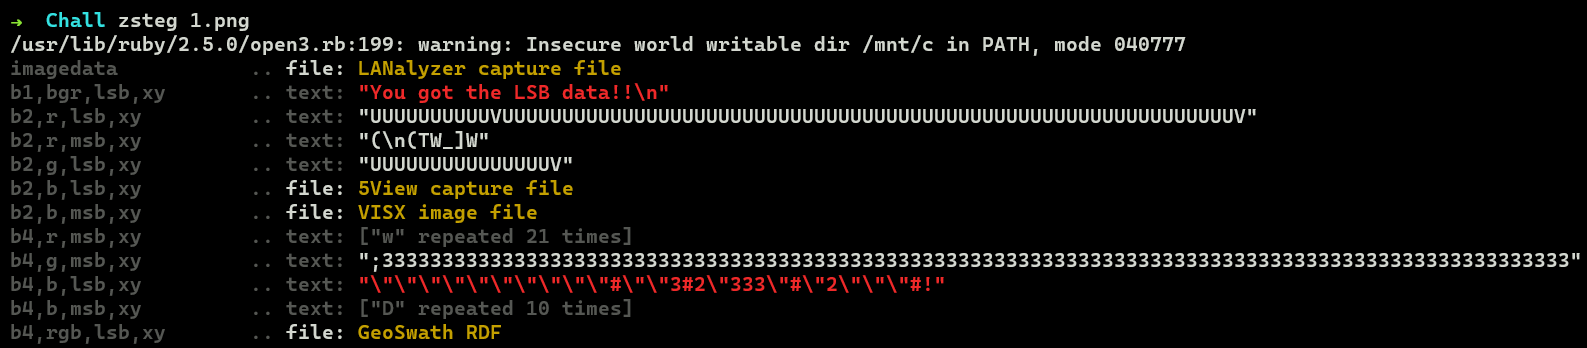 ➜  Chall zsteg 1.png
/usr/lib/ruby/2.5.0/open3.rb:199: warning: Insecure world writable dir /mnt/c in PATH, mode 040777
imagedata           .. file: LANalyzer capture file
b1,bgr,lsb,xy       .. text: "You got the LSB data!!\n"
b2,r,lsb,xy         .. text: "UUUUUUUUUUVUUUUUUUUUUUUUUUUUUUUUUUUUUUUUUUUUUUUUUUUUUUUUUUUUUUUUUUUUUUUUV"
b2,r,msb,xy         .. text: "(\n(TW_]W"
b2,g,lsb,xy         .. text: "UUUUUUUUUUUUUUUV"
b2,b,lsb,xy         .. file: 5View capture file
b2,b,msb,xy         .. file: VISX image file
b4,r,msb,xy         .. text: ["w" repeated 21 times]
b4,g,msb,xy         .. text: ";333333333333333333333333333333333333333333333333333333333333333333333333333333333333333333333333333"
b4,b,lsb,xy         .. text: "\"\"\"\"\"\"\"\"\"\"#\"\"3#2\"333\"#\"2\"\"\"#!"
b4,b,msb,xy         .. text: ["D" repeated 10 times]
b4,rgb,lsb,xy       .. file: GeoSwath RDF